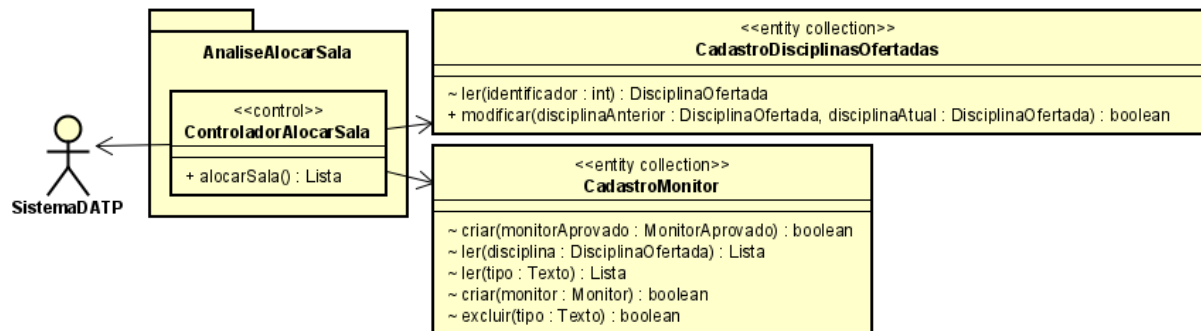 AnaliseAlocarSala
<<control>>
ControladorAlocarSala
+ alocarSala() : Lista
SistemaDATP
<<entity collection>>
CadastroDisciplinasOfertadas
~ ler(identificador : int) : DisciplinaOfertada
+ modificar(disciplinaAnterior : DisciplinaOfertada, disciplinaAtual : DisciplinaOfertada) : boolean
<<entity collection>>
CadastroMonitor
~ criar(monitorAprovado : MonitorAprovado) : boolean
~ ler(disciplina : DisciplinaOfertada) : Lista
~ ler(tipo : Texto) : Lista
~ criar(monitor : Monitor) : boolean
~ excluir(tipo : Texto) : boolean